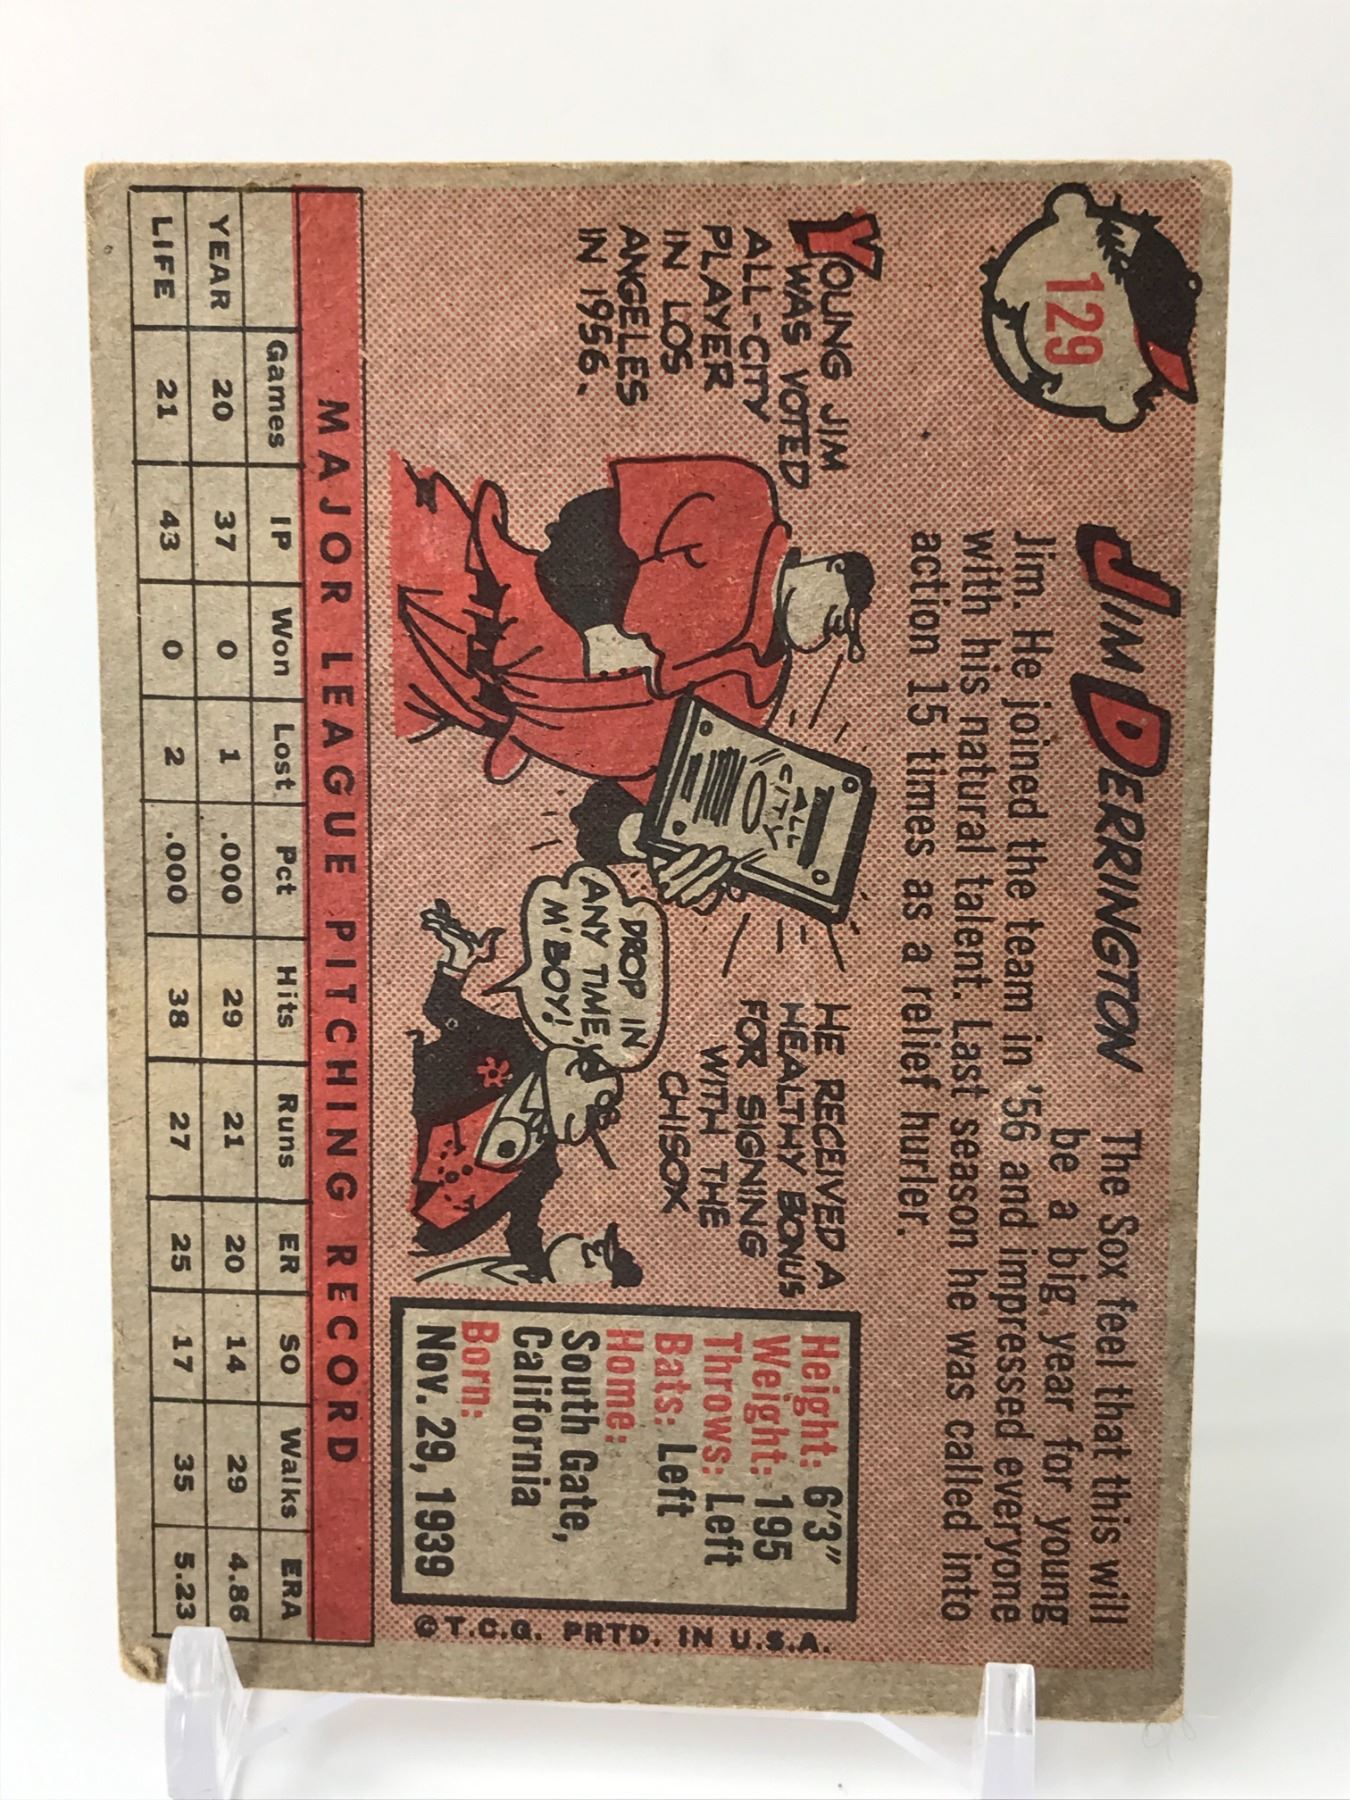 129
JIM DERRINGTON
The Sox feel that this will
be a big year for young
Jim. He joined the team in '56 and impressed everyone
with his natural talent. Last season he was called into
action 15 times as a relief hurler.
YOUNG JIM
WAS VOTED
ALL-CITY
PLAYER
IN LOS
ANGELES
IN 1956.
ALL
CITY
HE RECEIVED A
HEALTHY BONUS
FOR SIGNING
WITH THE
CHISOX
DROP IN
ANY TIME,
M'BOY!
Height: 6'3"
Weight: 195
Throws: Left
Bats: Left
Home:
South Gate,
California
Born:
Nov. 29, 1939
©T.C.G. PRTD. IN U.S.A.
MAJOR LEAGUE PITCHING RECORD
Games IP Won Lost Pct Hits Runs ER SO Walks ERA
YEAR 20 37 0 1 .000 29 21 20 14 29 4.86
LIFE 21 43 0 2 .000 38 27 25 17 35 5.23